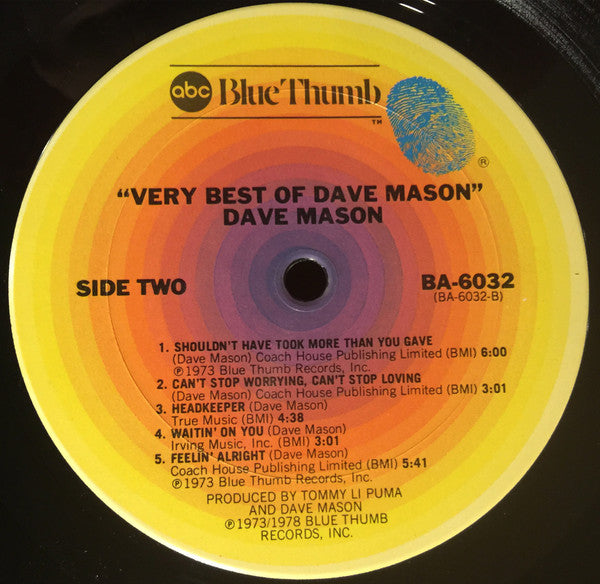 abc Blue Thumb
TM
®
"VERY BEST OF DAVE MASON"
DAVE MASON
SIDE TWO
BA-6032
(BA-6032-B)
1. SHOULDN'T HAVE TOOK MORE THAN YOU GAVE
(Dave Mason) Coach House Publishing Limited (BMI) 6:00
℗1973 Blue Thumb Records, Inc.
2. CAN'T STOP WORRYING, CAN'T STOP LOVING
(Dave Mason) Coach House Publishing Limited (BMI) 3:01
3. HEADKEEPER (Dave Mason)
True Music (BMI) 4:38
4. WAITIN' ON YOU (Dave Mason)
Irving Music, Inc. (BMI) 3:01
5. FEELIN' ALRIGHT (Dave Mason)
Coach House Publishing Limited (BMI) 5:41
℗1973 Blue Thumb Records, Inc.
PRODUCED BY TOMMY LI PUMA
AND DAVE MASON
℗1973/1978 BLUE THUMB
RECORDS, INC.